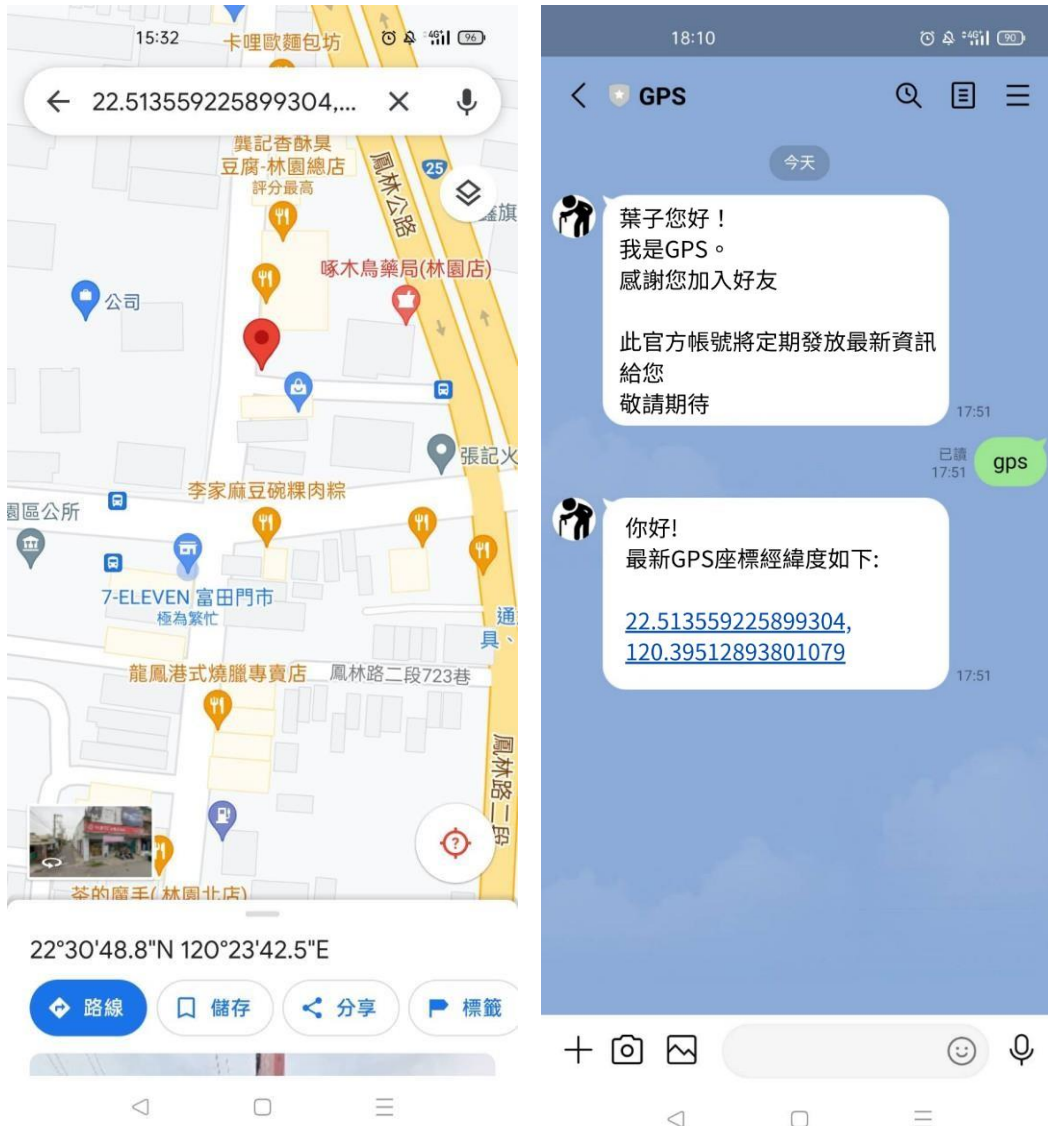 15:32
4G
96
卡哩歐麵包坊
22.513559225899304,...
龔記香酥臭
豆腐-林園總店
評分最高
鳳林公路
25
鑫旗
啄木鳥藥局(林園店)
公司
張記火
李家麻豆碗粿肉粽
園區公所
7-ELEVEN 富田門市
極為繁忙
通
具、
龍鳳港式燒臘專賣店
鳳林路二段723巷
鳳林路二段
茶的魔手(林園北店)
22°30'48.8"N 120°23'42.5"E
路線
儲存
分享
標籤
18:10
4G
90
GPS
今天
葉子您好！
我是GPS。
感謝您加入好友
此官方帳號將定期發放最新資訊
給您
敬請期待
17:51
已讀
17:51
gps
你好!
最新GPS座標經緯度如下:
22.513559225899304,
120.39512893801079
17:51